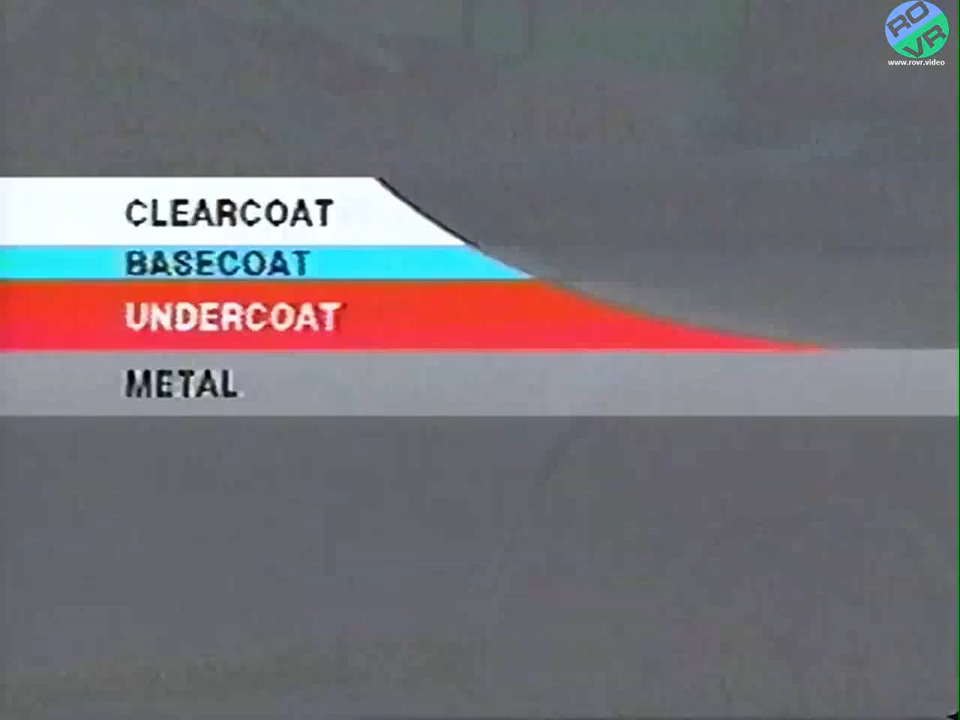 RO
VR
www.rovr.video
CLEARCOAT
BASECOAT
UNDERCOAT
METAL